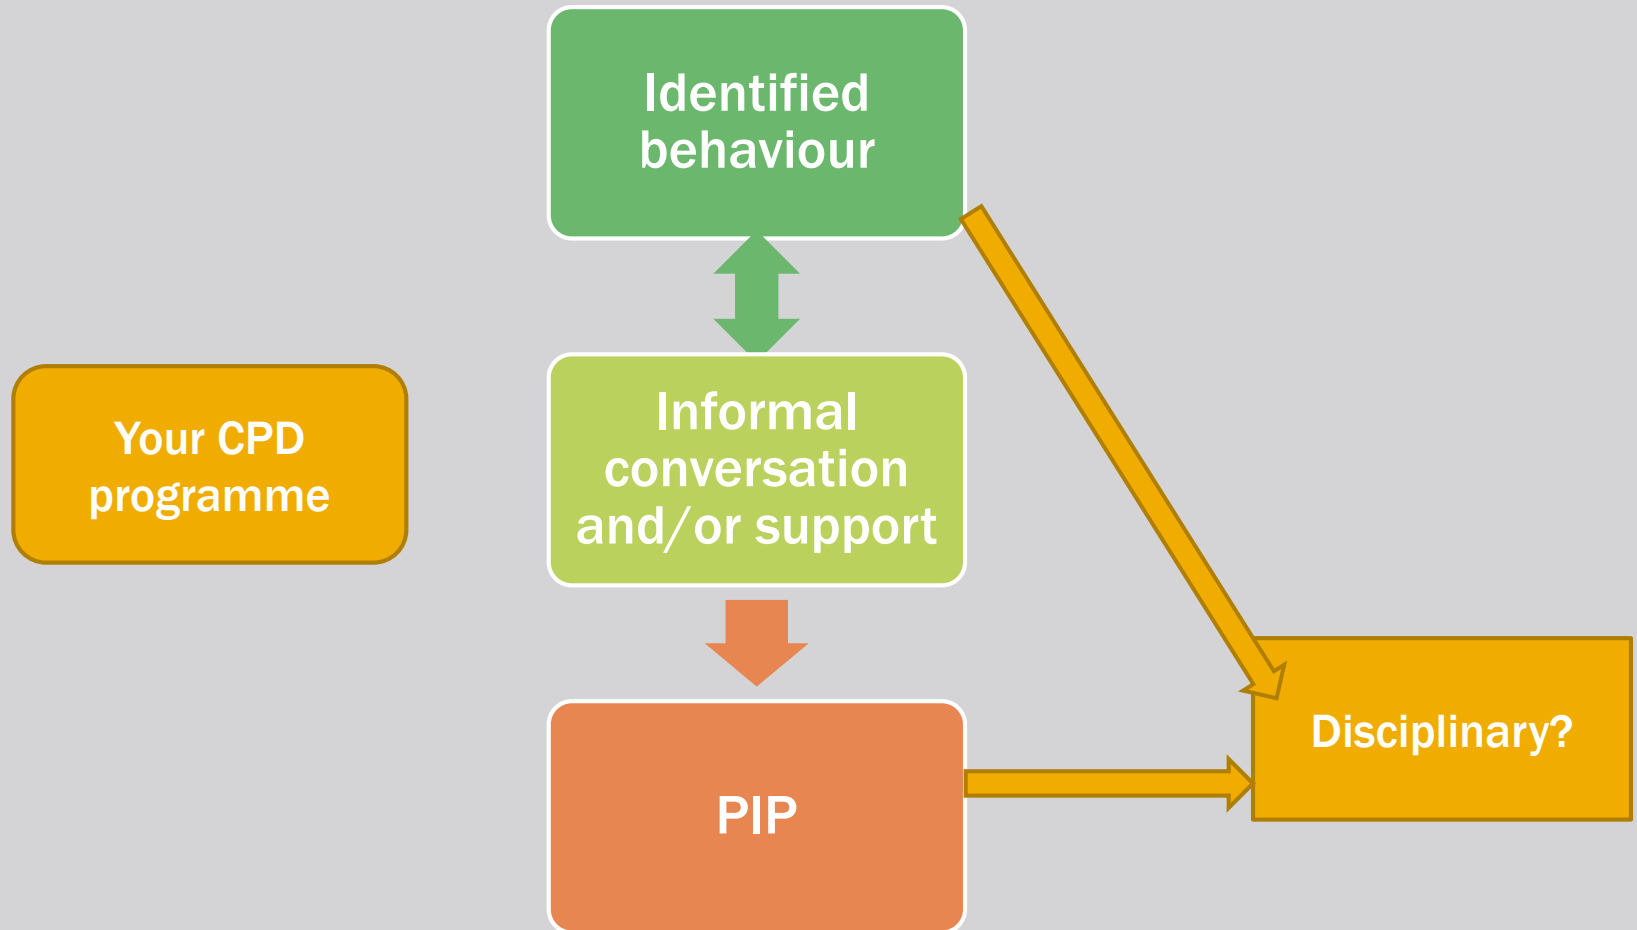 Identified
behaviour
Your CPD
programme
Informal
conversation
and/or support
PIP
Disciplinary?